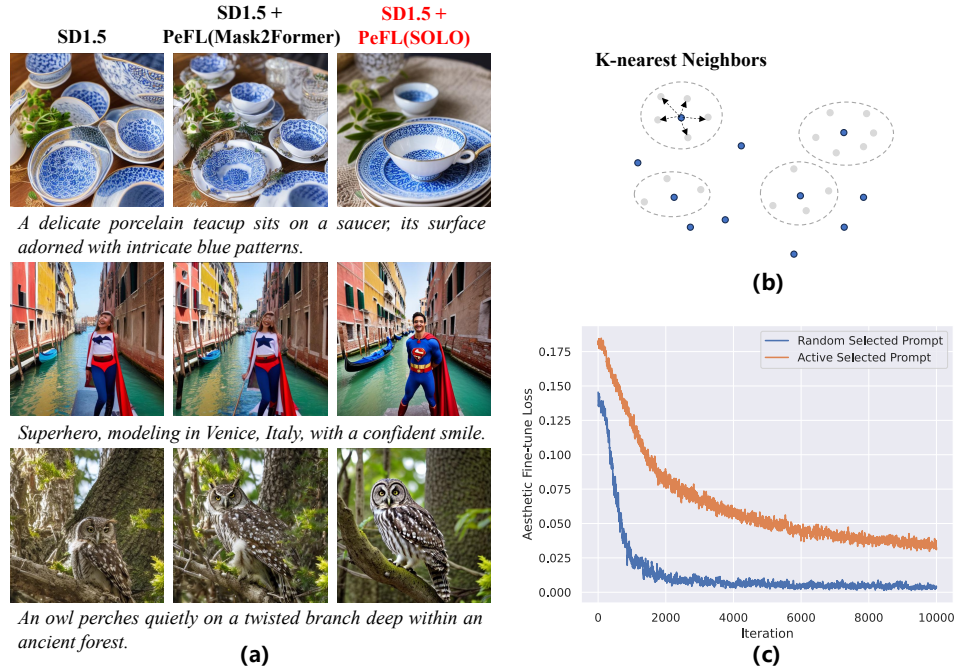 SD1.5
SD1.5 +
PeFL(Mask2Former)
SD1.5 +
PeFL(SOLO)
A delicate porcelain teacup sits on a saucer, its surface
adorned with intricate blue patterns.
Superhero, modeling in Venice, Italy, with a confident smile.
An owl perches quietly on a twisted branch deep within an
ancient forest.
(a)
K-nearest Neighbors
(b)
Random Selected Prompt
Active Selected Prompt
Aesthetic Fine-tune Loss
0.175
0.150
0.125
0.100
0.075
0.050
0.025
0.000
0
2000
4000
6000
8000
10000
Iteration
(c)